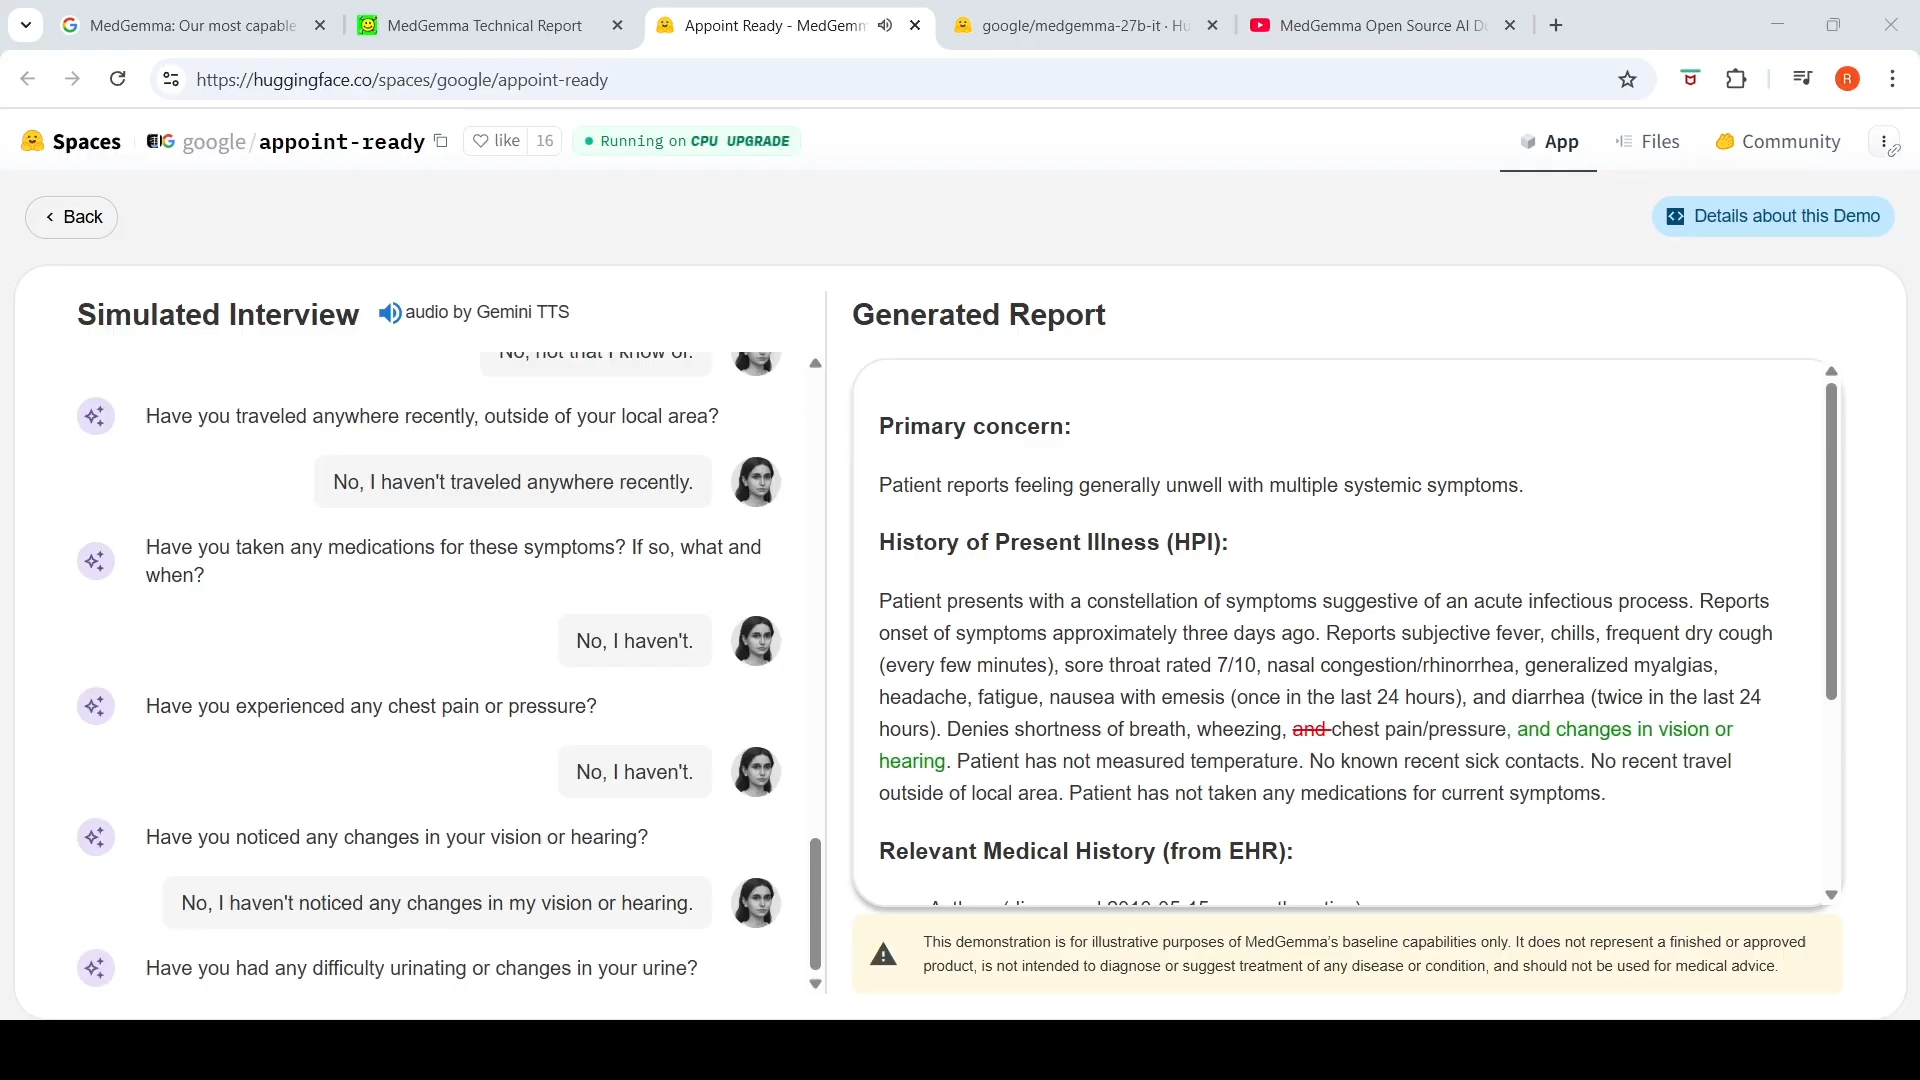 MedGemma: Our most capable
MedGemma Technical Report
Appoint Ready - MedGemm
google/medgemma-27b-it · Hu
MedGemma Open Source AI De
https://huggingface.co/spaces/google/appoint-ready
R
Spaces
google/appoint-ready
like 16
Running on CPU UPGRADE
App
Files
Community
Back
Details about this Demo
Simulated Interview
audio by Gemini TTS
No, not that I know of.
Have you traveled anywhere recently, outside of your local area?
No, I haven't traveled anywhere recently.
Have you taken any medications for these symptoms? If so, what and
when?
No, I haven't.
Have you experienced any chest pain or pressure?
No, I haven't.
Have you noticed any changes in your vision or hearing?
No, I haven't noticed any changes in my vision or hearing.
Have you had any difficulty urinating or changes in your urine?
Generated Report
Primary concern:
Patient reports feeling generally unwell with multiple systemic symptoms.
History of Present Illness (HPI):
Patient presents with a constellation of symptoms suggestive of an acute infectious process. Reports
onset of symptoms approximately three days ago. Reports subjective fever, chills, frequent dry cough
(every few minutes), sore throat rated 7/10, nasal congestion/rhinorrhea, generalized myalgias,
headache, fatigue, nausea with emesis (once in the last 24 hours), and diarrhea (twice in the last 24
hours). Denies shortness of breath, wheezing, and chest pain/pressure, and changes in vision or
hearing. Patient has not measured temperature. No known recent sick contacts. No recent travel
outside of local area. Patient has not taken any medications for current symptoms.
Relevant Medical History (from EHR):
This demonstration is for illustrative purposes of MedGemma's baseline capabilities only. It does not represent a finished or approved
product, is not intended to diagnose or suggest treatment of any disease or condition, and should not be used for medical advice.